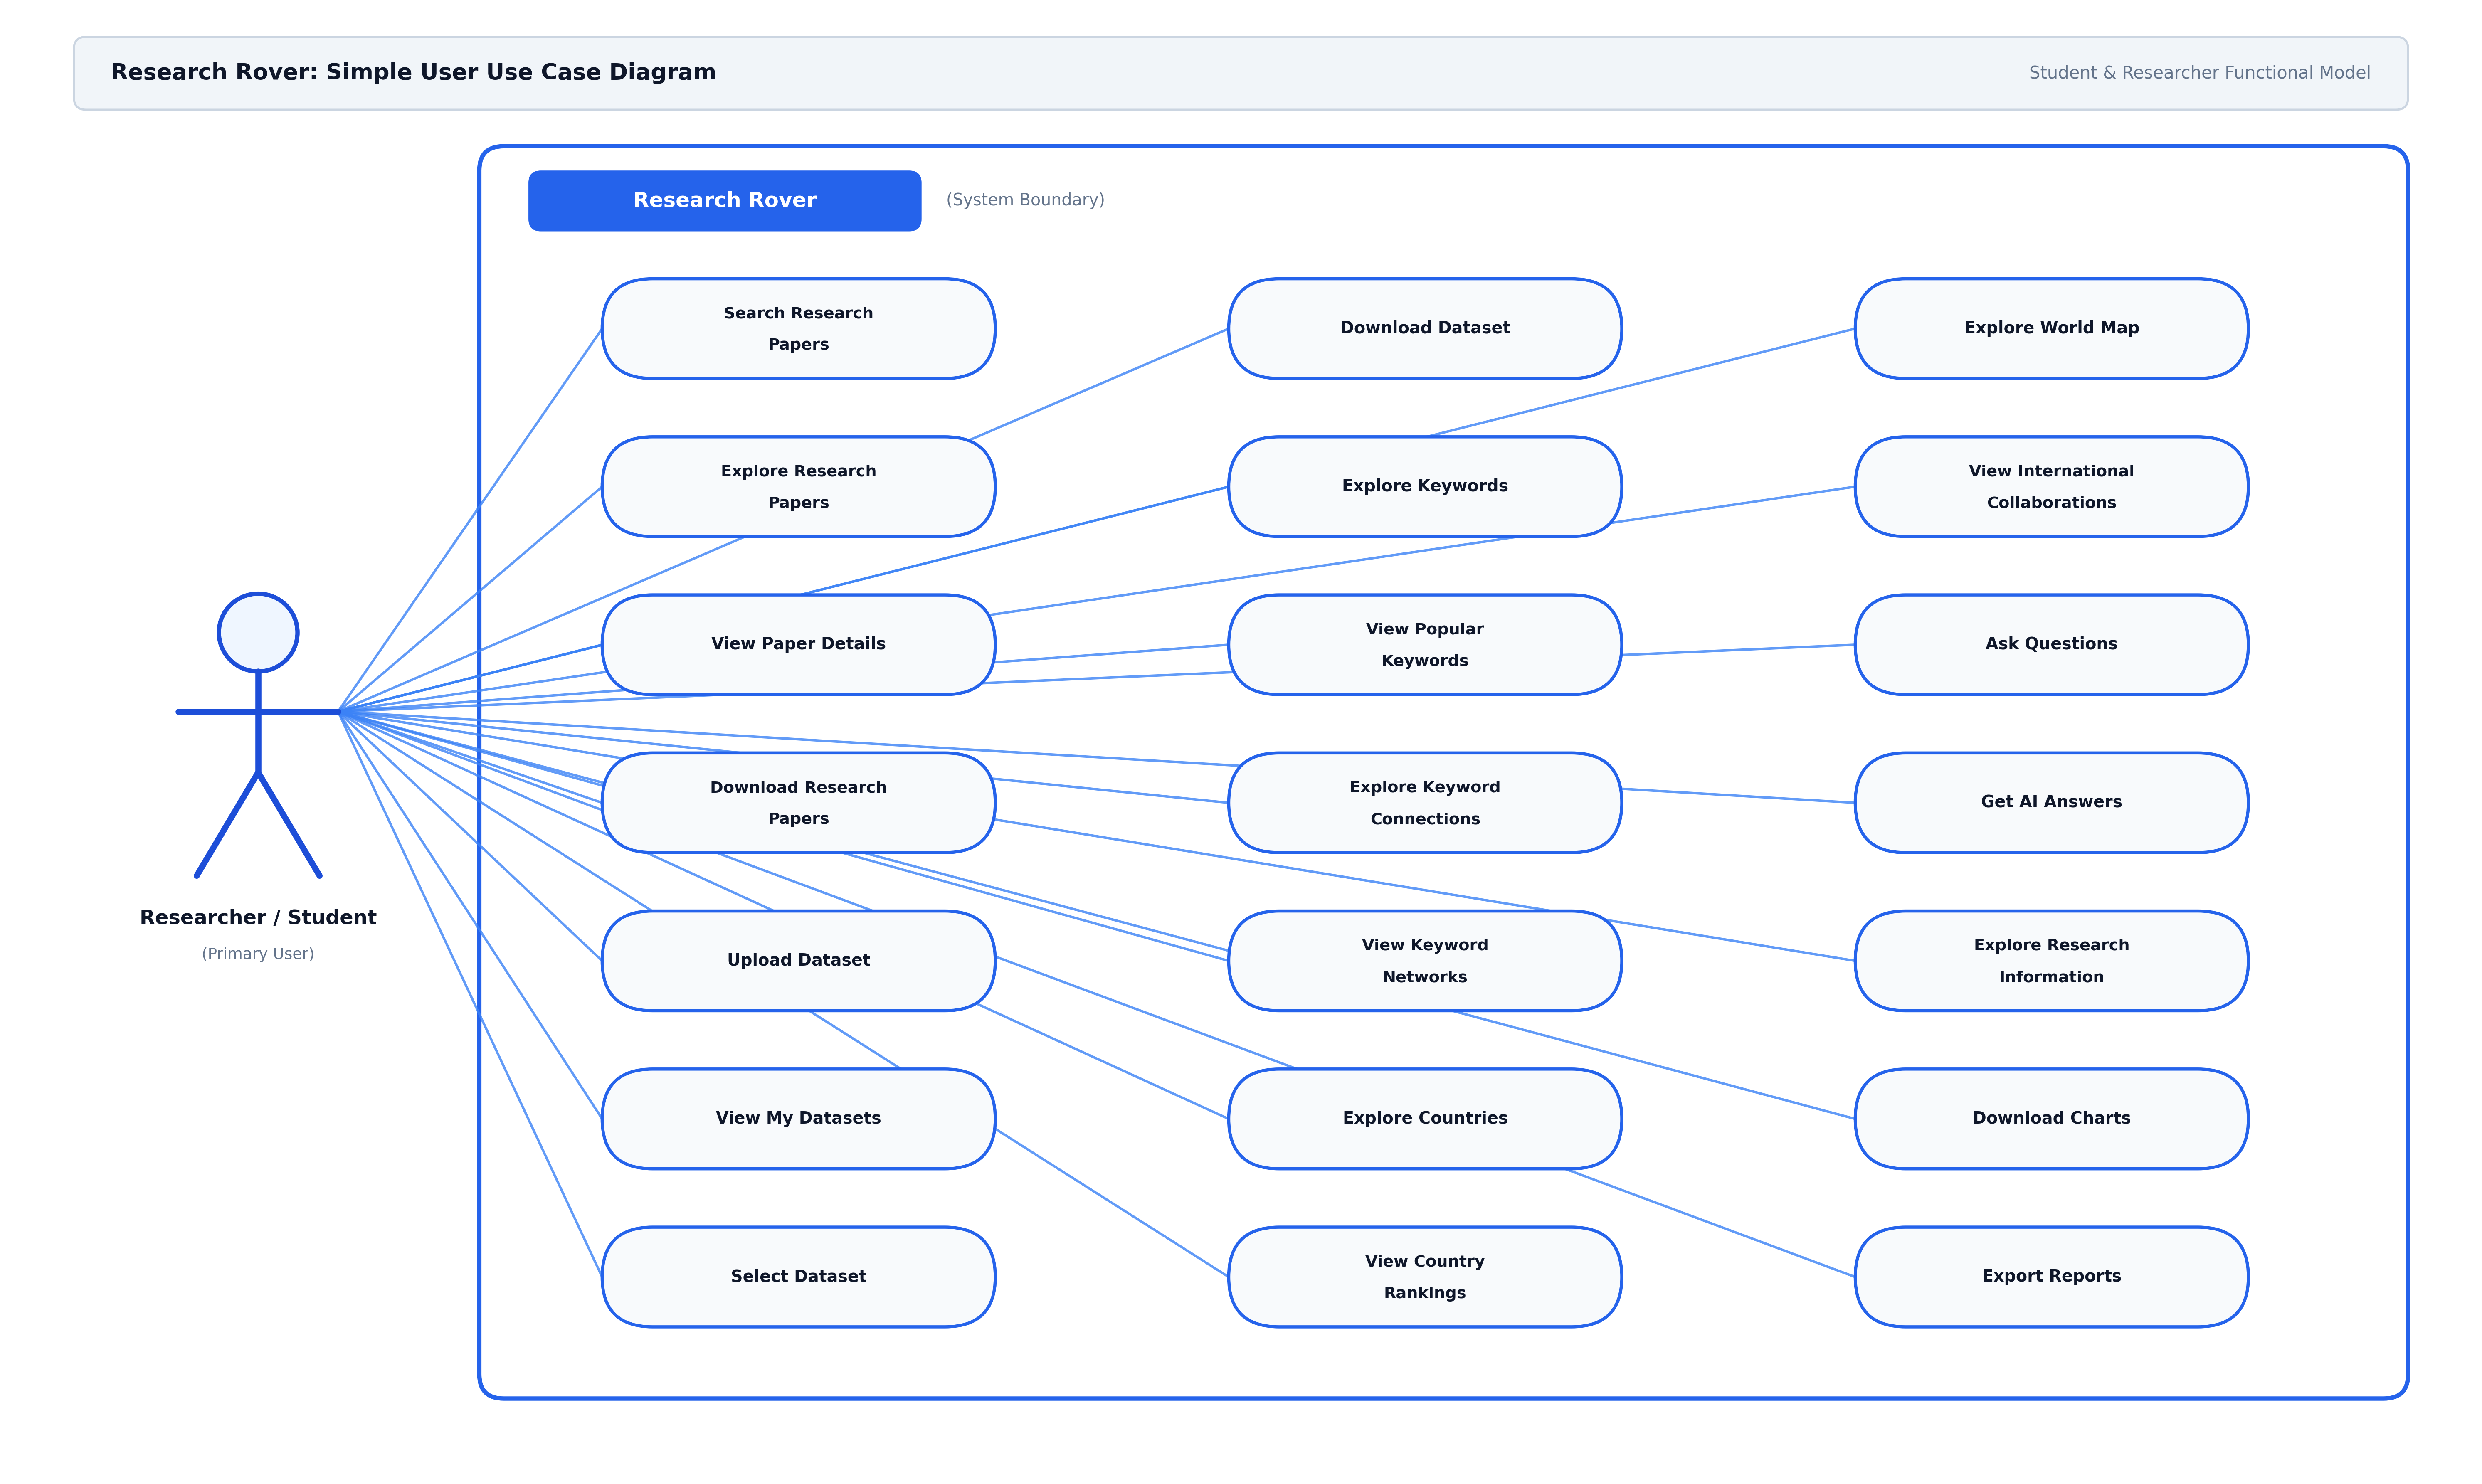 Research Rover: Simple User Use Case Diagram
Student & Researcher Functional Model
Research Rover
(System Boundary)
Search Research
Papers
Download Dataset
Explore World Map
Explore Research
Papers
Explore Keywords
View International
Collaborations
View Paper Details
View Popular
Keywords
Ask Questions
Download Research
Papers
Explore Keyword
Connections
Get AI Answers
Researcher / Student
(Primary User)
Upload Dataset
View Keyword
Networks
Explore Research
Information
View My Datasets
Explore Countries
Download Charts
Select Dataset
View Country
Rankings
Export Reports